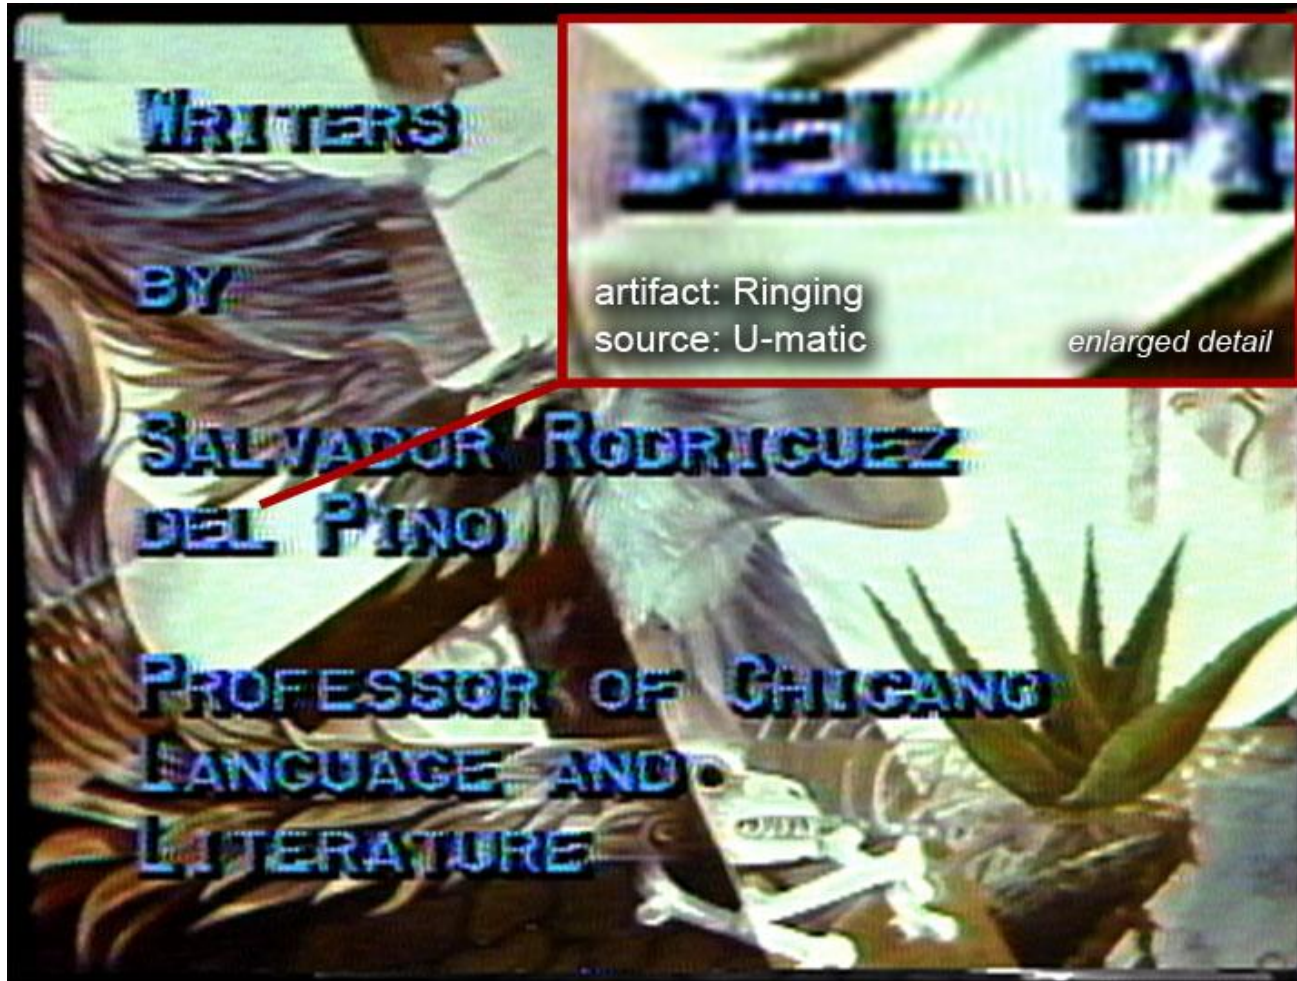 WRITERS
BY
SALVADOR RODRIGUEZ
DEL PINO
PROFESSOR OF CHICANO
LANGUAGE AND
LITERATURE
DEL PI
artifact: Ringing
source: U-matic
enlarged detail